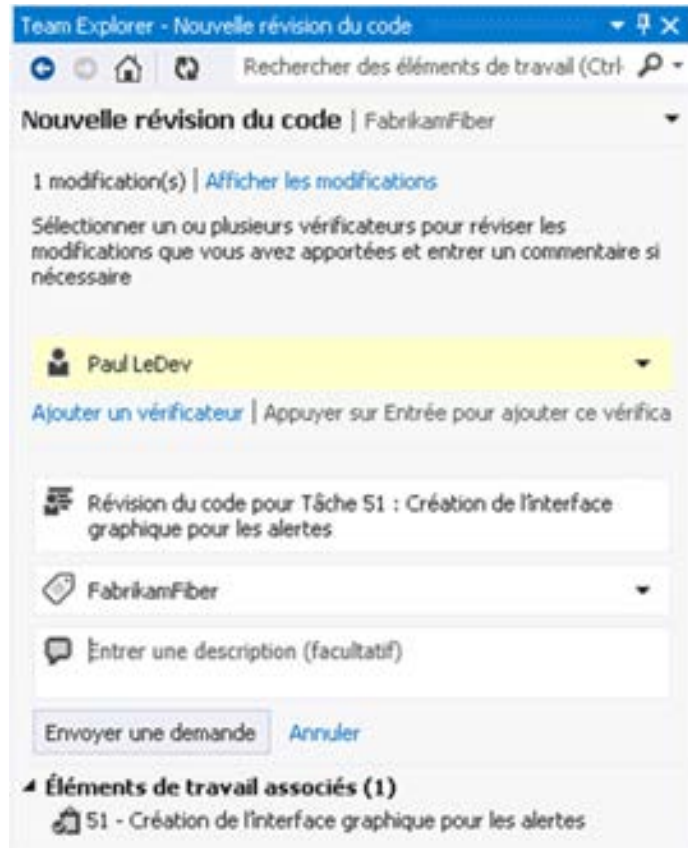 Team Explorer - Nouvelle révision du code
Rechercher des éléments de travail (Ctrl-
Nouvelle révision du code | FabrikamFiber
1 modification(s) | Afficher les modifications
Sélectionner un ou plusieurs vérificateurs pour réviser les
modifications que vous avez apportées et entrer un commentaire si
nécessaire
Paul LeDev
Ajouter un vérificateur | Appuyer sur Entrée pour ajouter ce vérifica
Révision du code pour Tâche 51 : Création de l'interface
graphique pour les alertes
FabrikamFiber
Entrer une description (facultatif)
Envoyer une demande Annuler
Éléments de travail associés (1)
51 - Création de l'interface graphique pour les alertes